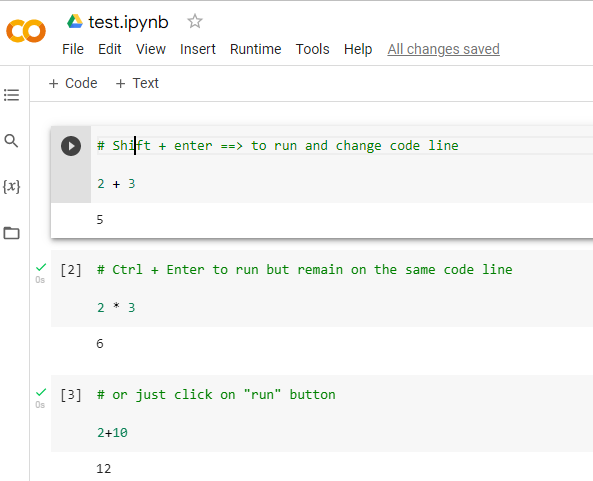 test.ipynb
File Edit View Insert Runtime Tools Help All changes saved
+ Code + Text
# Shift + enter ==> to run and change code line
2 + 3
5
[2] # Ctrl + Enter to run but remain on the same code line
0s
2 * 3
6
[3] # or just click on "run" button
0s
2+10
12
{x}